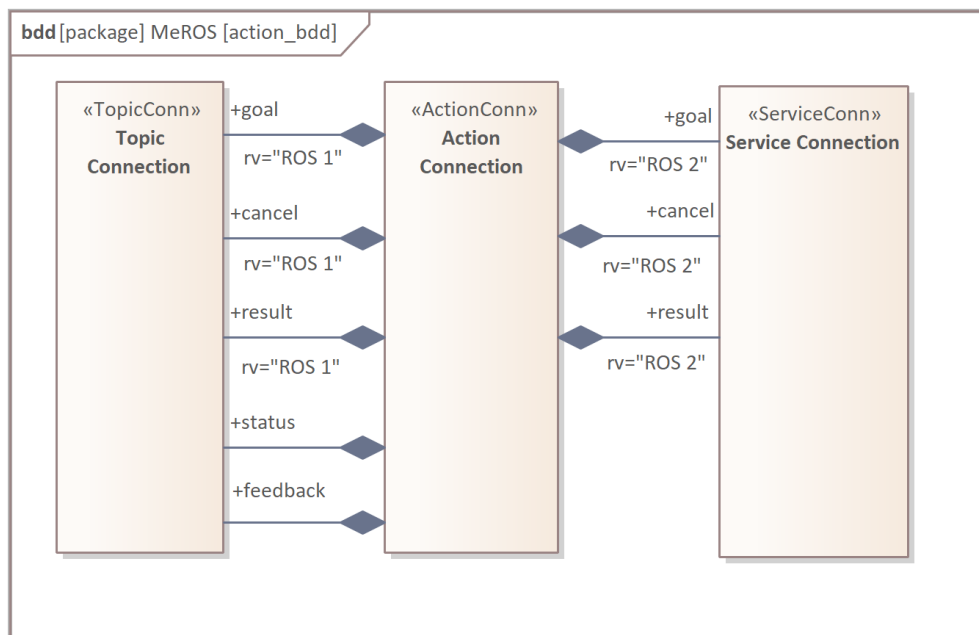 bdd [package] MeROS [action_bdd]
«TopicConn»
Topic
Connection
+goal
rv="ROS 1"
+cancel
rv="ROS 1"
+result
rv="ROS 1"
+status
+feedback
«ActionConn»
Action
Connection
+goal
rv="ROS 2"
+cancel
rv="ROS 2"
+result
rv="ROS 2"
«ServiceConn»
Service Connection